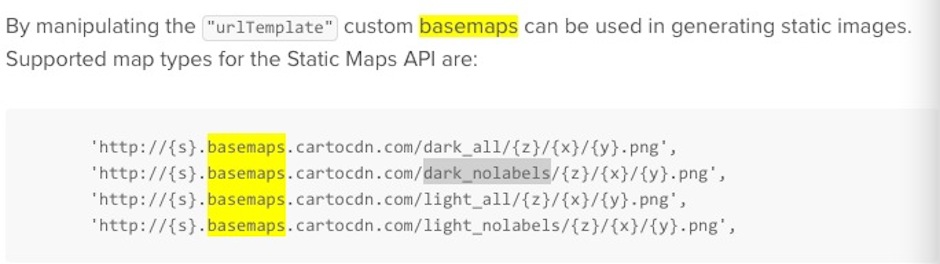 By manipulating the "urlTemplate" custom basemaps can be used in generating static images.
Supported map types for the Static Maps API are:
'http://{s}.basemaps.cartocdn.com/dark_all/{z}/{x}/{y}.png',
'http://{s}.basemaps.cartocdn.com/dark_nolabels/{z}/{x}/{y}.png',
'http://{s}.basemaps.cartocdn.com/light_all/{z}/{x}/{y}.png',
'http://{s}.basemaps.cartocdn.com/light_nolabels/{z}/{x}/{y}.png',